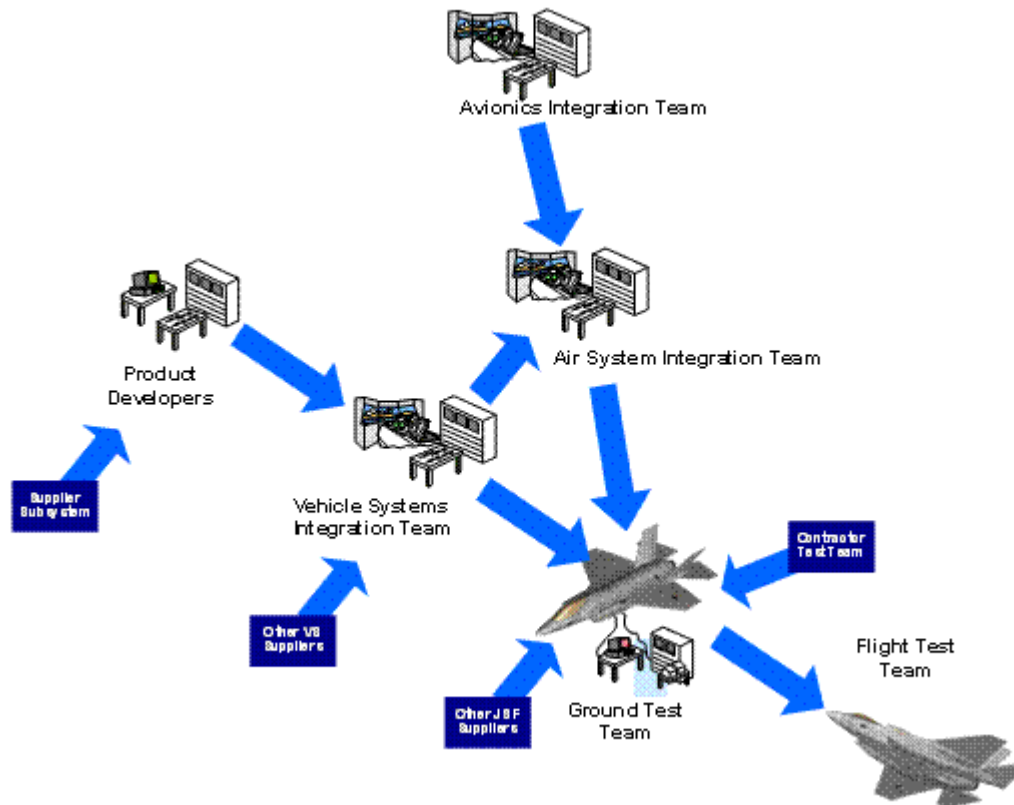 Avionics Integration Team
Air System Integration Team
Product
Developers
Supplier
Subsystem
Vehicle Systems
Integration Team
Contractor
Test Team
Other VS
Suppliers
Flight Test
Team
Other JSF
Suppliers
Ground Test
Team